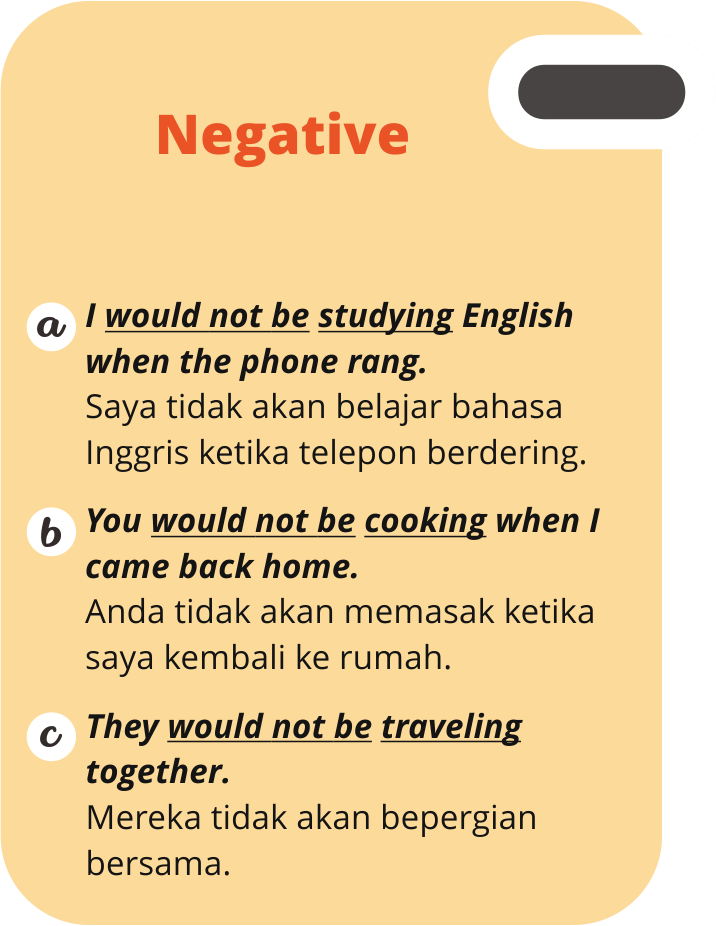 Negative
a I would not be studying English
when the phone rang.
Saya tidak akan belajar bahasa
Inggris ketika telepon berdering.
b You would not be cooking when I
came back home.
Anda tidak akan memasak ketika
saya kembali ke rumah.
c They would not be traveling
together.
Mereka tidak akan bepergian
bersama.